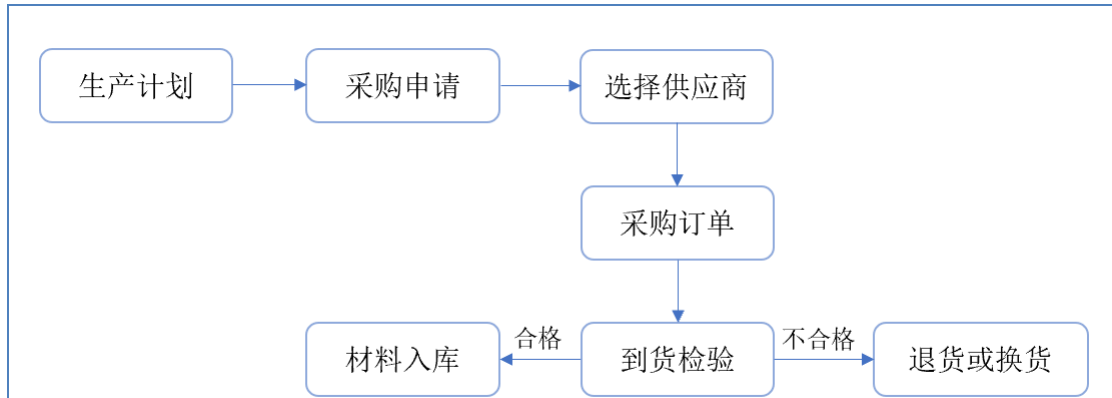 生产计划
采购申请
选择供应商
采购订单
合格
不合格
材料入库
到货检验
退货或换货